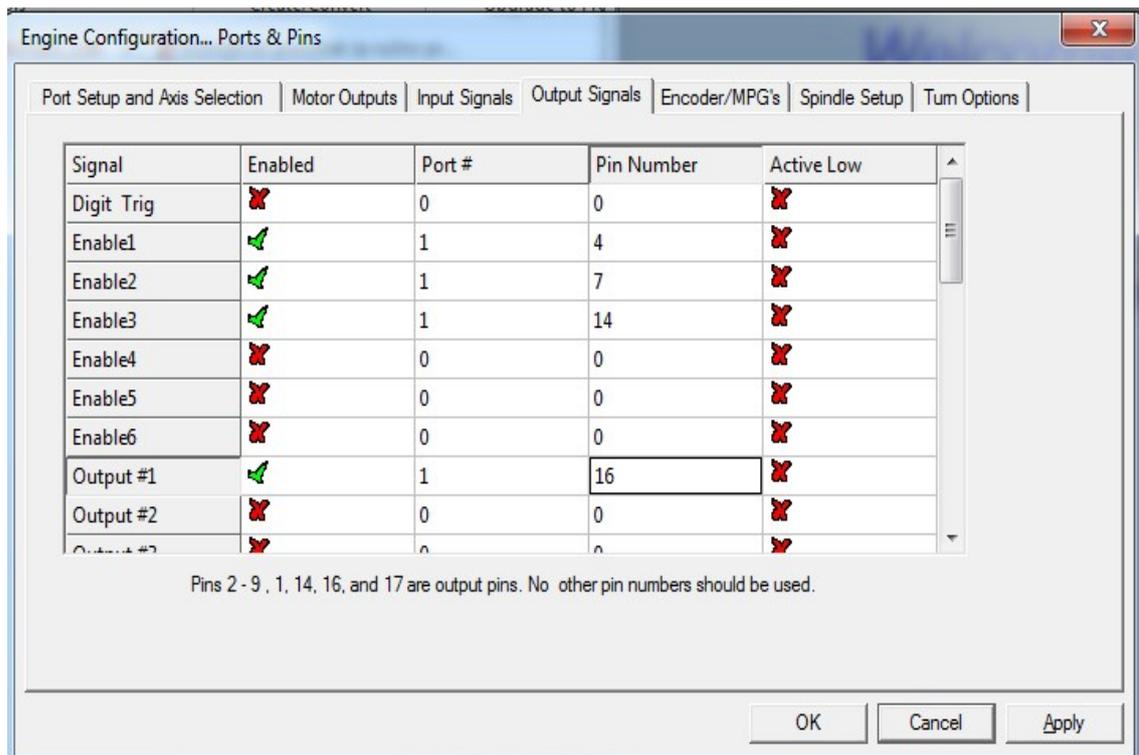 Engine Configuration... Ports & Pins
Port Setup and Axis Selection Motor Outputs Input Signals Output Signals Encoder/MPG's Spindle Setup Turn Options
Signal Enabled Port # Pin Number Active Low
Digit Trig 0 0
Enable1 1 4
Enable2 1 7
Enable3 1 14
Enable4 0 0
Enable5 0 0
Enable6 0 0
Output #1 1 16
Output #2 0 0
Pins 2 - 9 , 1, 14, 16, and 17 are output pins. No other pin numbers should be used.
OK Cancel Apply